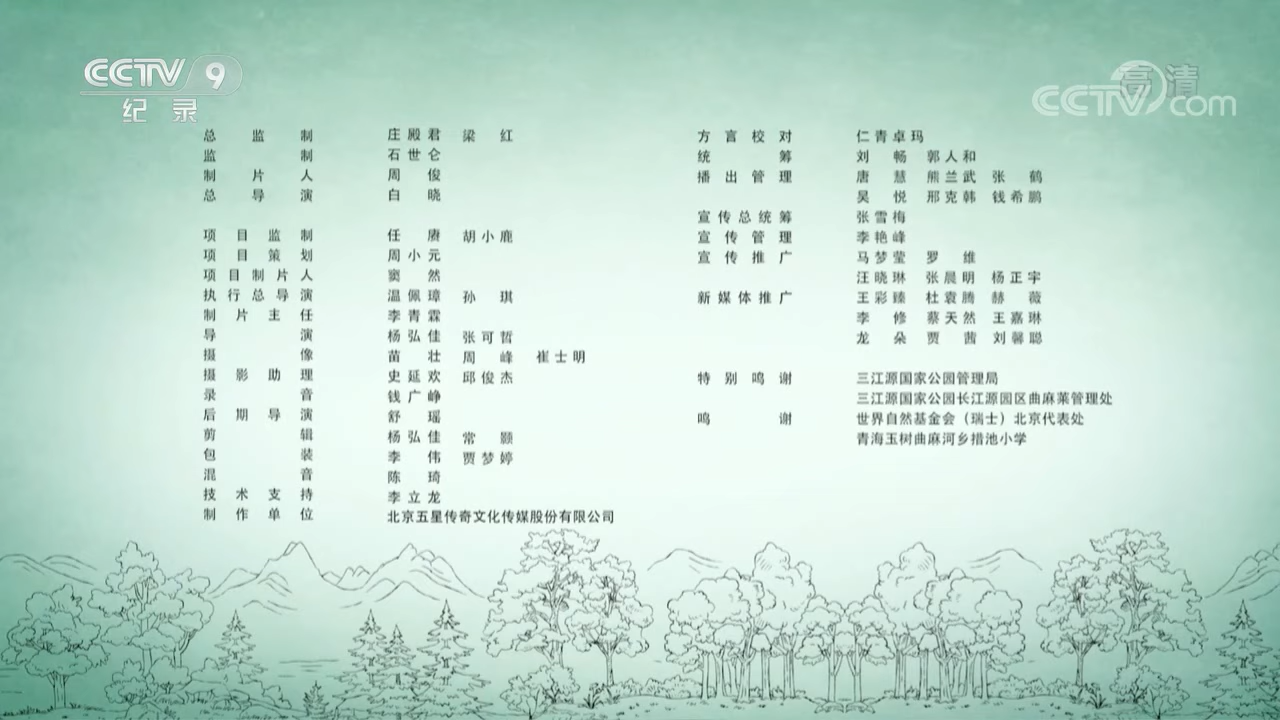 CCTV 9
纪录
高清
CCTV.com
总监制 庄殿君 梁红
监制 石世仑
制片人 周俊
总导演 白晓
项目监制 任赓 胡小鹿
项目策划 周小元
项目制片人 窦然
执行总导演 温佩璋 孙琪
制片主任 李青霖
导演 杨弘佳 张可哲
摄像 苗壮 周峰 崔士明
摄影助理 史延欢 邱俊杰
录音 钱广峥
后期导演 舒瑶
剪辑 杨弘佳 常颢
包装 李伟 贾梦婷
混音 陈琦
技术支持 李立龙
制作单位 北京五星传奇文化传媒股份有限公司
方言校对 仁青卓玛
统筹 刘畅 郭人和
播出管理 唐慧 熊兰武 张鹤
吴悦 邢克韩 钱希鹏
宣传总统筹 张雪梅
宣传管理 李艳峰
宣传推广 马梦莹 罗维
汪晓琳 张晨明 杨正宇
新媒体推广 王彩臻 杜袁腾 赫薇
李修 蔡天然 王嘉琳
龙朵 贾茜 刘馨聪
特别鸣谢 三江源国家公园管理局
三江源国家公园长江源园区曲麻莱管理处
鸣谢 世界自然基金会（瑞士）北京代表处
青海玉树曲麻河乡措池小学